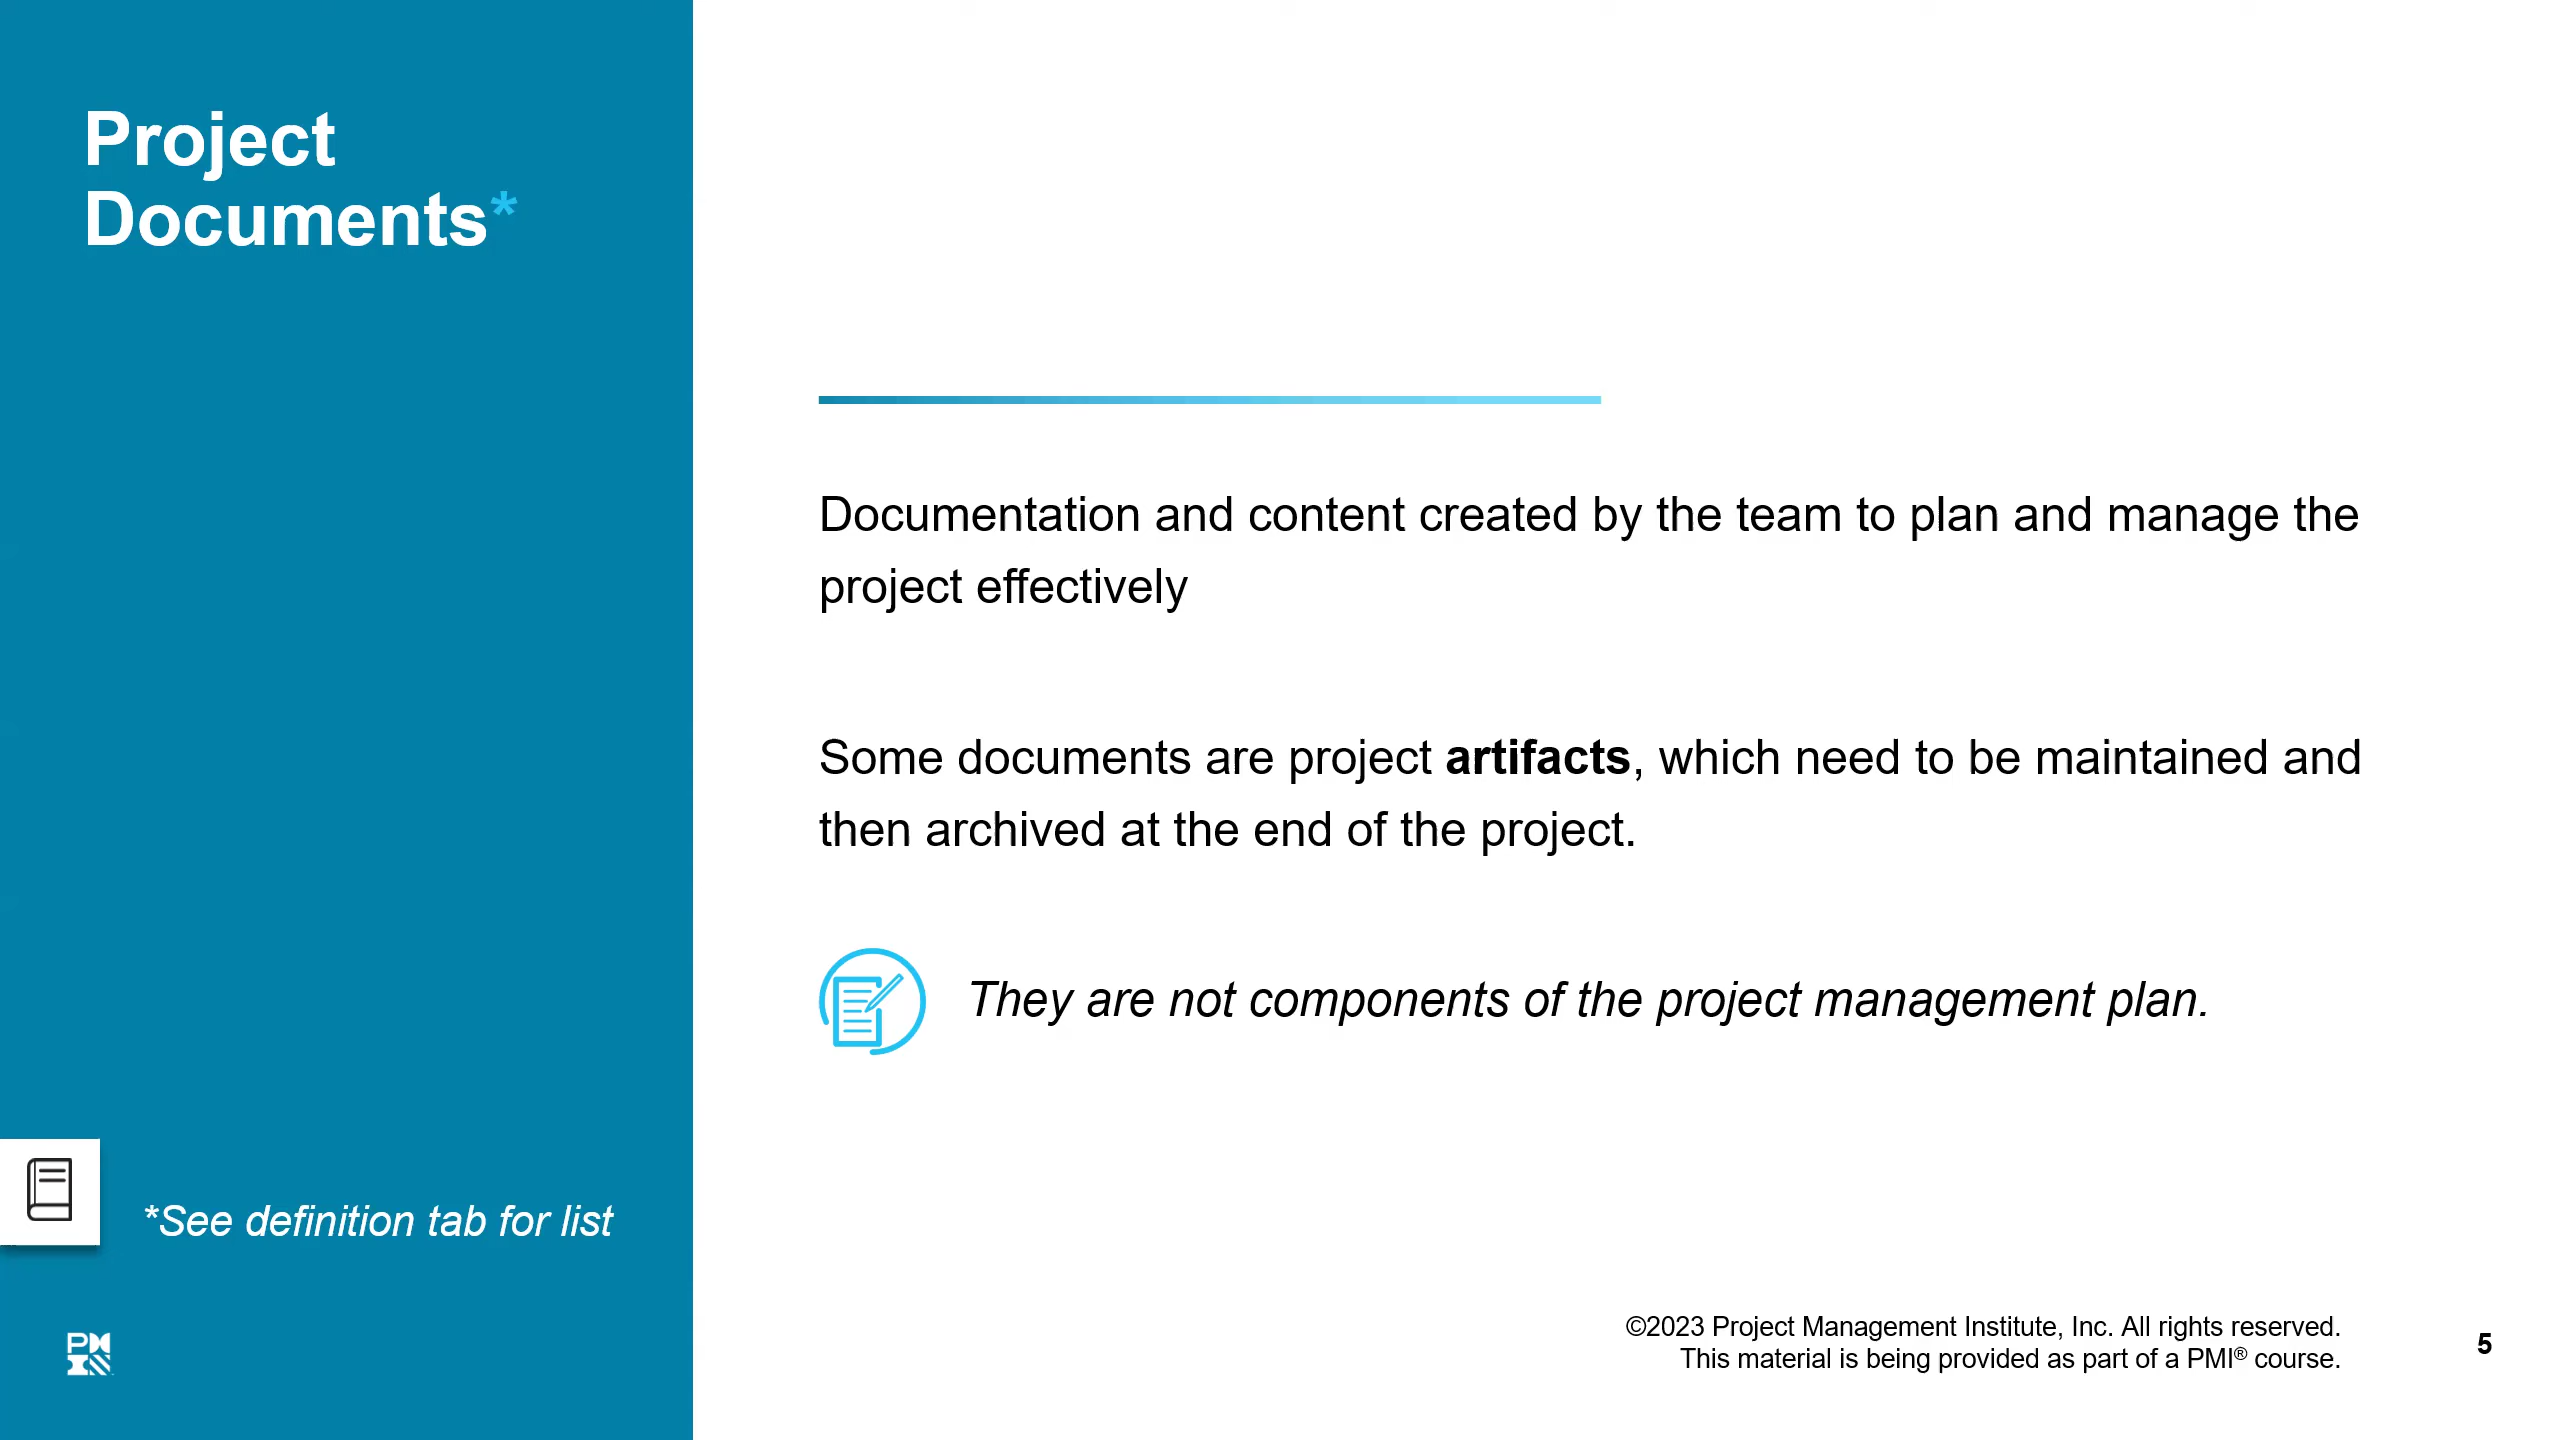 Project
Documents*
Documentation and content created by the team to plan and manage the
project effectively
Some documents are project artifacts, which need to be maintained and
then archived at the end of the project.
They are not components of the project management plan.
*See definition tab for list
PMI
©2023 Project Management Institute, Inc. All rights reserved.
This material is being provided as part of a PMI® course.
5